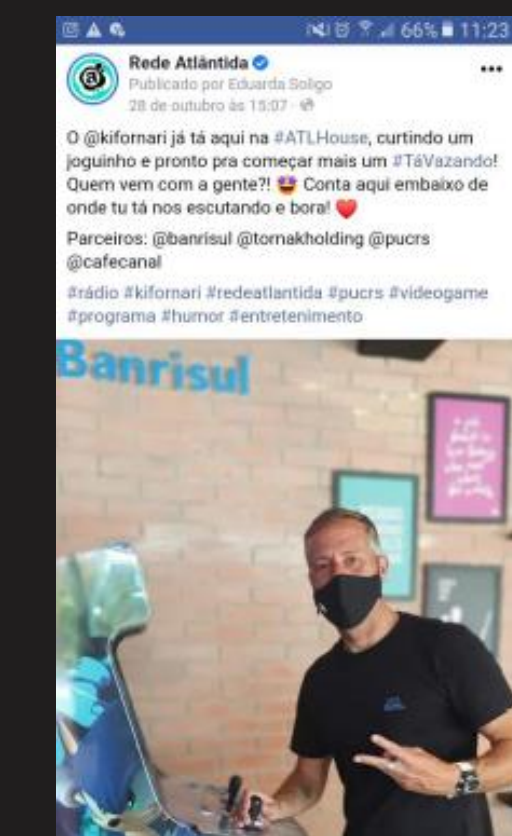 66% 11:23
Rede Atlântida
Publicado por Eduarda Soligo
28 de outubro às 15:07 ·
O @kifornari já tá aqui na #ATLHouse, curtindo um
joguinho e pronto pra começar mais um #TáVazando!
Quem vem com a gente?! 🤩 Conta aqui embaixo de
onde tu tá nos escutando e bora! ❤️
Parceiros: @banrisul @tornakholding @pucrs
@cafecanal
#rádio #kifornari #redeatlantida #pucrs #videogame
#programa #humor #entretenimento
Banrisul